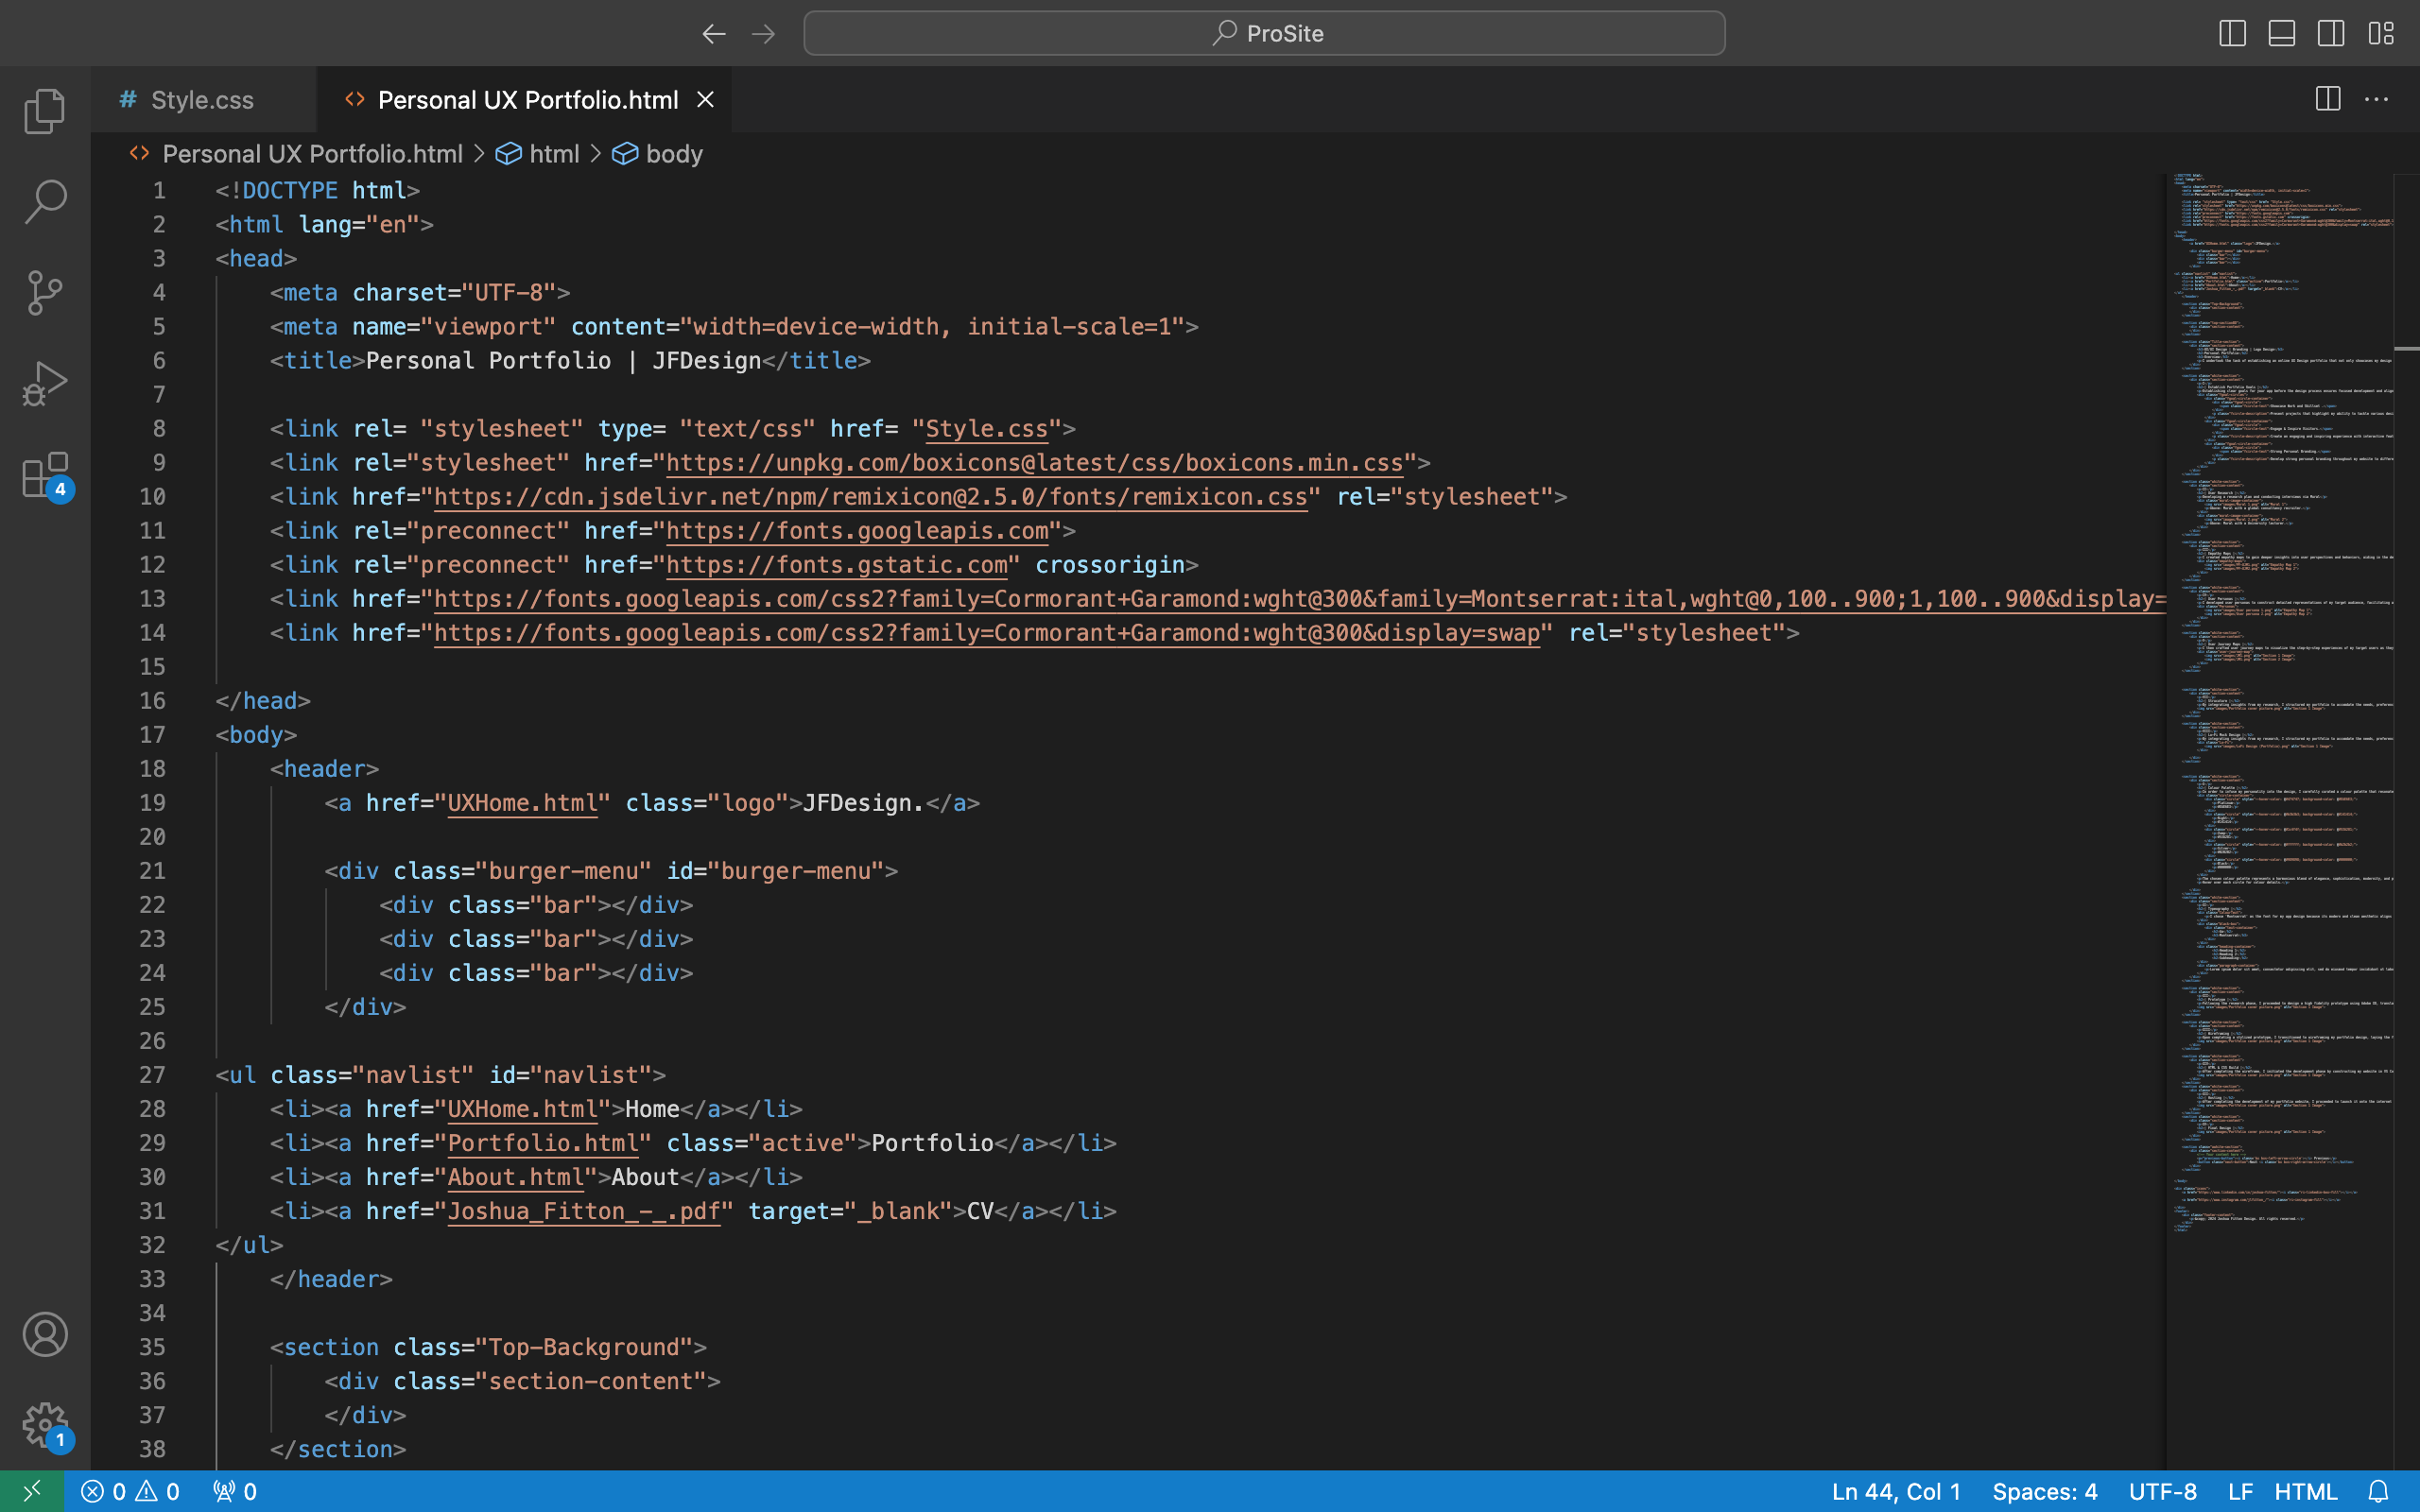 ProSite
# Style.css
<> Personal UX Portfolio.html ×
<> Personal UX Portfolio.html > html > body
1 <!DOCTYPE html>
2 <html lang="en">
3 <head>
4 <meta charset="UTF-8">
5 <meta name="viewport" content="width=device-width, initial-scale=1">
6 <title>Personal Portfolio | JFDesign</title>
7
8 <link rel= "stylesheet" type= "text/css" href= "Style.css">
9 <link rel="stylesheet" href="https://unpkg.com/boxicons@latest/css/boxicons.min.css">
10 <link href="https://cdn.jsdelivr.net/npm/remixicon@2.5.0/fonts/remixicon.css" rel="stylesheet">
11 <link rel="preconnect" href="https://fonts.googleapis.com">
12 <link rel="preconnect" href="https://fonts.gstatic.com" crossorigin>
13 <link href="https://fonts.googleapis.com/css2?family=Cormorant+Garamond:wght@300&family=Montserrat:ital,wght@0,100..900;1,100..900&display=
14 <link href="https://fonts.googleapis.com/css2?family=Cormorant+Garamond:wght@300&display=swap" rel="stylesheet">
15
16 </head>
17 <body>
18 <header>
19 <a href="UXHome.html" class="logo">JFDesign.</a>
20
21 <div class="burger-menu" id="burger-menu">
22 <div class="bar"></div>
23 <div class="bar"></div>
24 <div class="bar"></div>
25 </div>
26
27 <ul class="navlist" id="navlist">
28 <li><a href="UXHome.html">Home</a></li>
29 <li><a href="Portfolio.html" class="active">Portfolio</a></li>
30 <li><a href="About.html">About</a></li>
31 <li><a href="Joshua_Fitton_-_.pdf" target="_blank">CV</a></li>
32 </ul>
33 </header>
34
35 <section class="Top-Background">
36 <div class="section-content">
37 </div>
38 </section>
4
1
0 0 0
Ln 44, Col 1 Spaces: 4 UTF-8 LF HTML